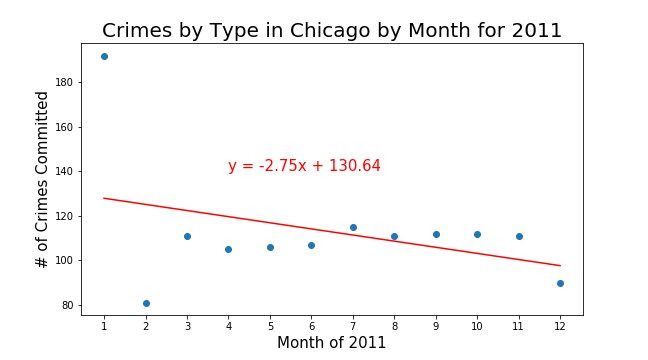 Crimes by Type in Chicago by Month for 2011
# of Crimes Committed
180
160
140
120
100
80
y = -2.75x + 130.64
1 2 3 4 5 6 7 8 9 10 11 12
Month of 2011